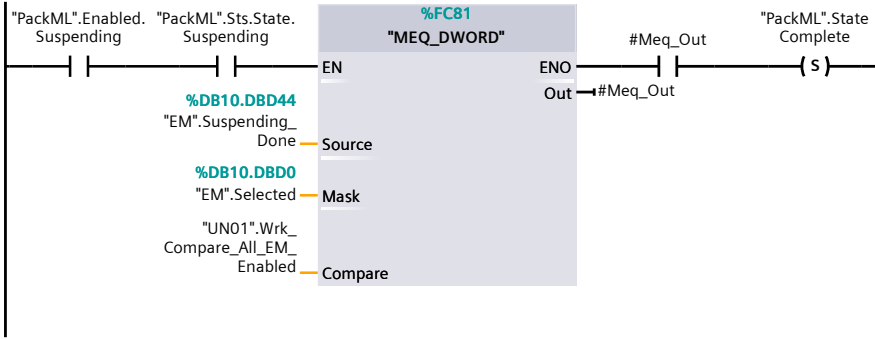 "PackML".Enabled.
Suspending
"PackML".Sts.State.
Suspending
%FC81
"MEQ_DWORD"
#Meq_Out
"PackML".State
Complete
S
EN
ENO
Out
#Meq_Out
%DB10.DBD44
"EM".Suspending_
Done
Source
%DB10.DBD0
"EM".Selected
Mask
"UN01".Wrk_
Compare_All_EM_
Enabled
Compare